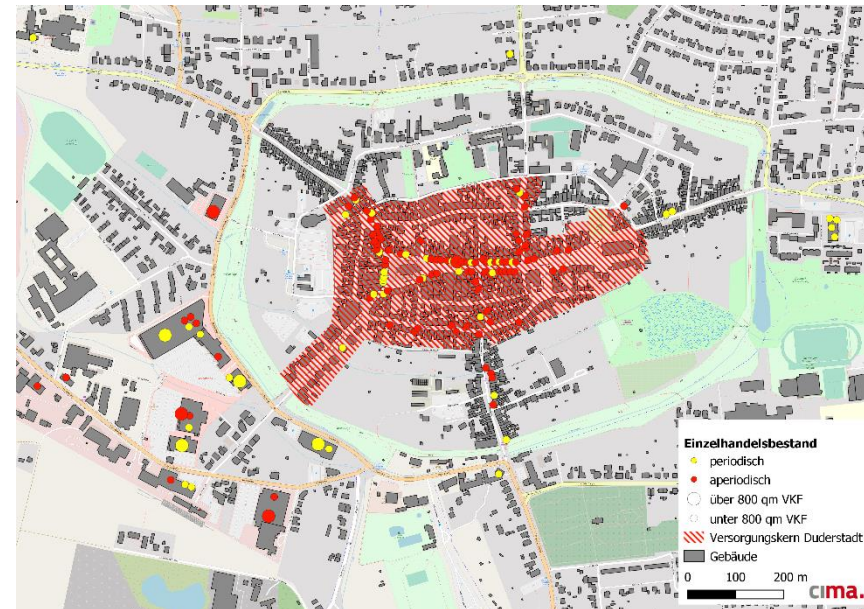 Einzelhandelsbestand
periodisch
aperiodisch
über 800 qm VKF
unter 800 qm VKF
Versorgungskern Duderstadt
Gebäude
0 100 200 m
cima.